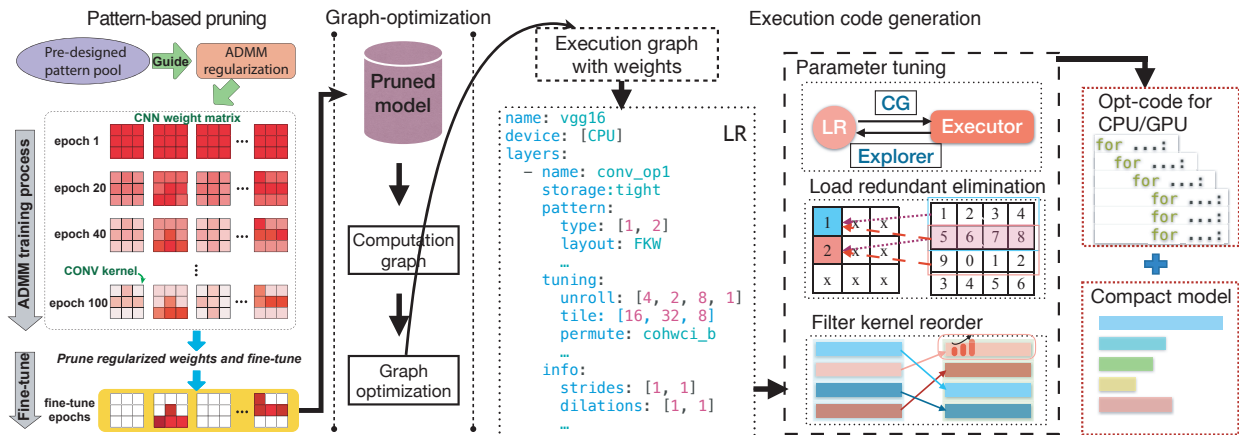 Pattern-based pruning
Pre-designed
pattern pool
Guide
ADMM
regularization
CNN weight matrix
epoch 1
...
epoch 20
...
epoch 40
...
...
CONV kernel
epoch 100
...
ADMM training process
Prune regularized weights and fine-tune
Fine-tune
fine-tune
epochs
...
Graph-optimization
Pruned
model
Computation
graph
Graph
optimization
Execution graph
with weights
LR
name: vgg16
device: [CPU]
layers:
- name: conv_op1
storage:tight
pattern:
type: [1, 2]
layout: FKW
…
tuning:
unroll: [4, 2, 8, 1]
tile: [16, 32, 8]
permute: cohwci_b
…
info:
strides: [1, 1]
dilations: [1, 1]
…
Execution code generation
Parameter tuning
LR
CG
Explorer
Executor
Load redundant elimination
1 x x
2 x x
x x x
1 2 3 4
5 6 7 8
9 0 1 2
3 4 5 6
Filter kernel reorder
Opt-code for
CPU/GPU
for ...:
for ...:
for ...:
for ...:
for ...:
for ...:
Compact model